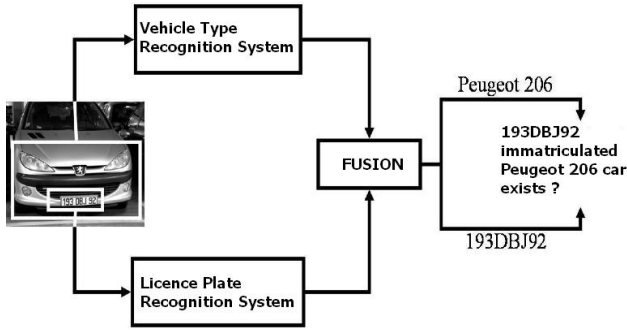 Vehicle Type
Recognition System
193 DBJ 92
Licence Plate
Recognition System
FUSION
Peugeot 206
193DBJ92
immatriculated
Peugeot 206 car
exists ?
193DBJ92